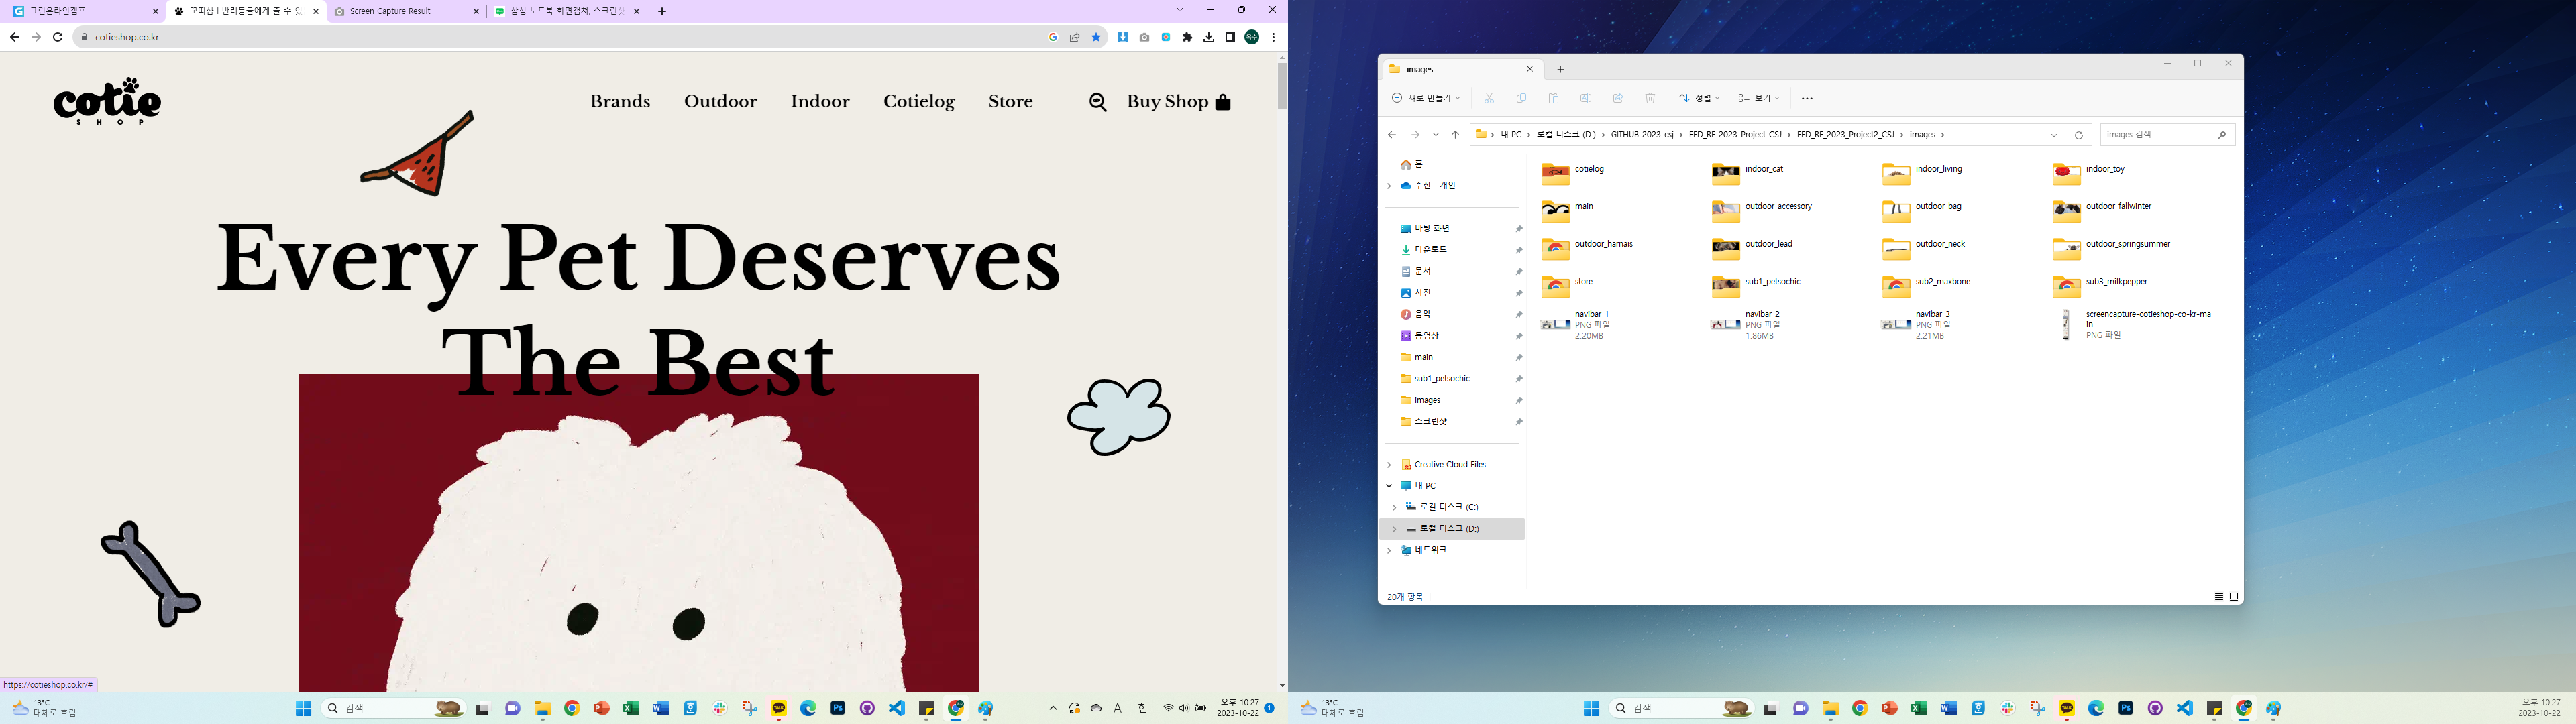 그린온라인캠프
꼬띠샵 I 반려동물에게 줄 수 있
Screen Capture Result
삼성 노트북 화면캡쳐, 스크린샷
cotieshop.co.kr
cotie
SHOP
Brands
Outdoor
Indoor
Cotielog
Store
Buy Shop
Every Pet Deserves
The Best
https://cotieshop.co.kr/#
13°C
대체로 흐림
검색
A
한
오후 10:27
2023-10-22
1
images
새로 만들기
정렬
보기
내 PC
로컬 디스크 (D:)
GITHUB-2023-csj
FED_RF-2023-Project-CSJ
FED_RF_2023_Project2_CSJ
images
images 검색
홈
수진 - 개인
바탕 화면
다운로드
문서
사진
음악
동영상
main
sub1_petsochic
images
스크린샷
Creative Cloud Files
내 PC
로컬 디스크 (C:)
로컬 디스크 (D:)
네트워크
cotielog
indoor_cat
indoor_living
indoor_toy
main
outdoor_accessory
outdoor_bag
outdoor_fallwinter
outdoor_harnais
outdoor_lead
outdoor_neck
outdoor_springsummer
store
sub1_petsochic
sub2_maxbone
sub3_milkpepper
navibar_1
PNG 파일
2.20MB
navibar_2
PNG 파일
1.86MB
navibar_3
PNG 파일
2.21MB
screencapture-cotieshop-co-kr-ma
in
PNG 파일
20개 항목
13°C
대체로 흐림
검색
오후 10:27
2023-10-22